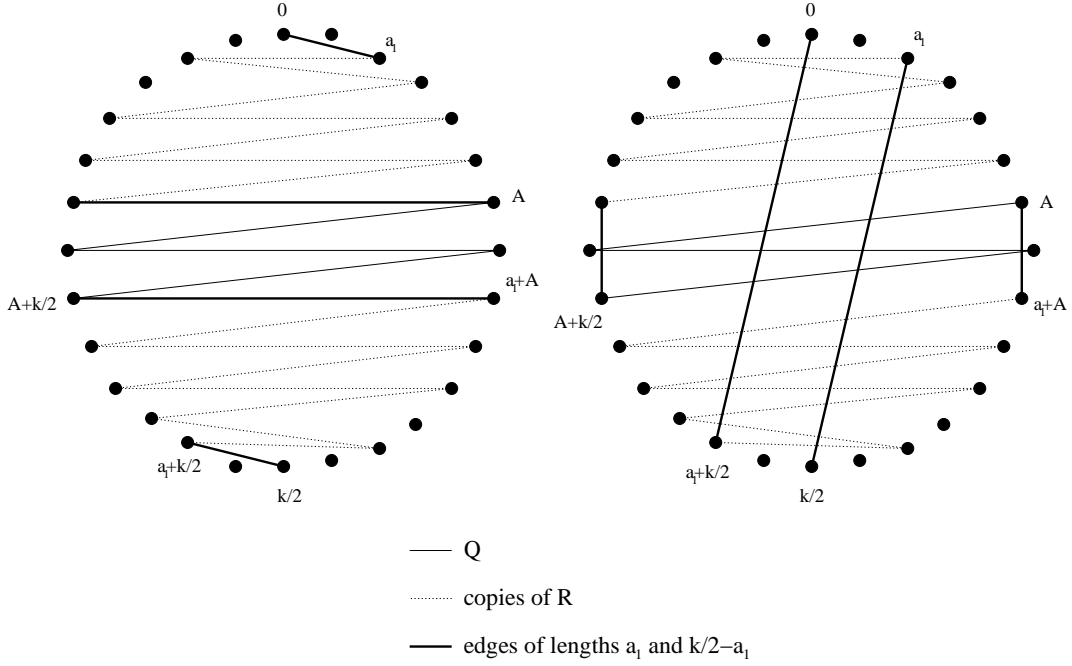 0
a₁
A
a₁+A
A+k/2
a₁+k/2
k/2
0
a₁
A
a₁+A
A+k/2
a₁+k/2
k/2
Q
copies of R
edges of lengths a₁ and k/2−a₁